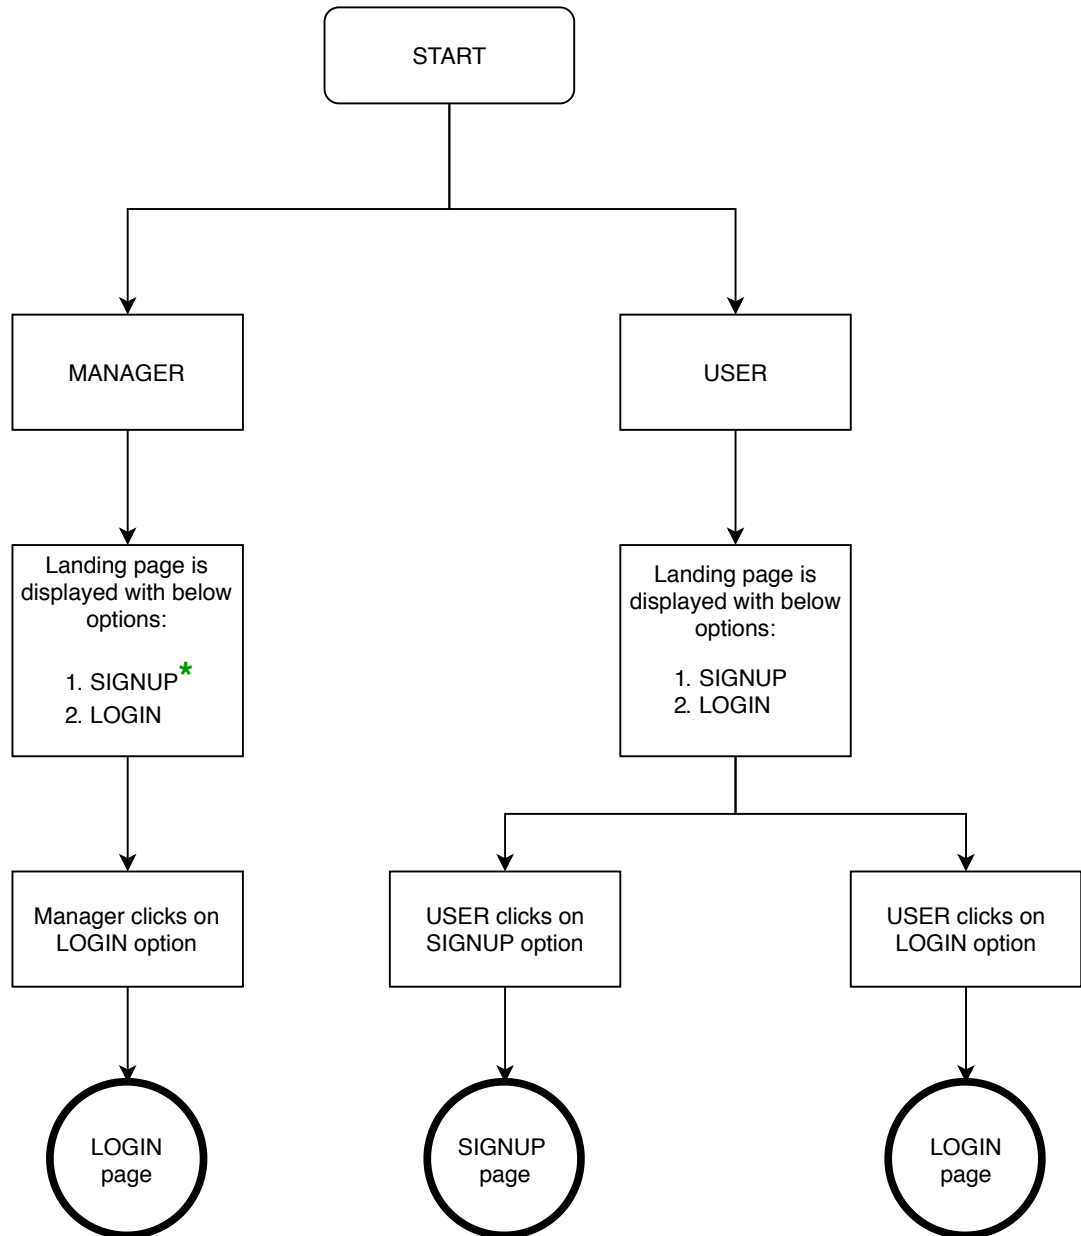 START
MANAGER
USER
Landing page is
displayed with below
options:
1. SIGNUP*
2. LOGIN
Landing page is
displayed with below
options:
1. SIGNUP
2. LOGIN
Manager clicks on
LOGIN option
USER clicks on
SIGNUP option
USER clicks on
LOGIN option
LOGIN
page
SIGNUP
page
LOGIN
page